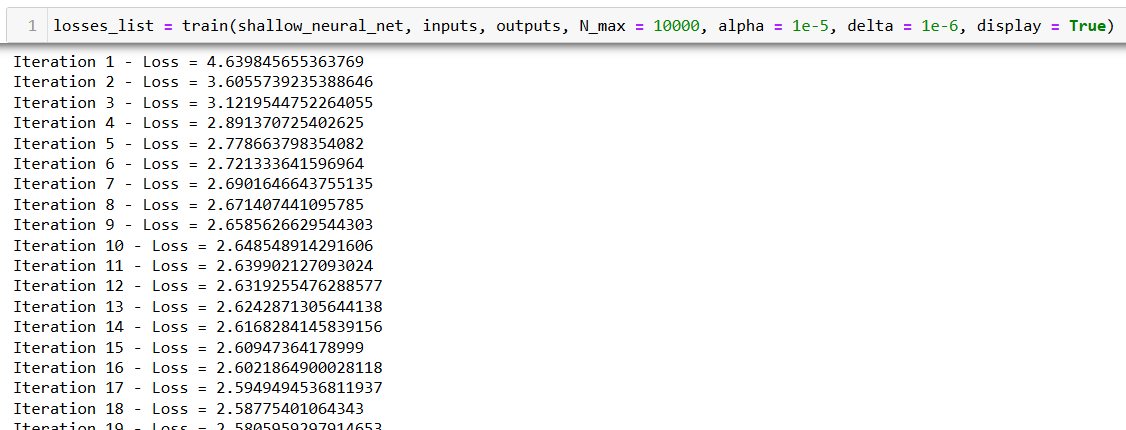 1 losses_list = train(shallow_neural_net, inputs, outputs, N_max = 10000, alpha = 1e-5, delta = 1e-6, display = True)
Iteration 1 - Loss = 4.639845655363769
Iteration 2 - Loss = 3.6055739235388646
Iteration 3 - Loss = 3.1219544752264055
Iteration 4 - Loss = 2.891370725402625
Iteration 5 - Loss = 2.778663798354082
Iteration 6 - Loss = 2.721333641596964
Iteration 7 - Loss = 2.6901646643755135
Iteration 8 - Loss = 2.671407441095785
Iteration 9 - Loss = 2.6585626629544303
Iteration 10 - Loss = 2.648548914291606
Iteration 11 - Loss = 2.639902127093024
Iteration 12 - Loss = 2.6319255476288577
Iteration 13 - Loss = 2.6242871305644138
Iteration 14 - Loss = 2.6168284145839156
Iteration 15 - Loss = 2.60947364178999
Iteration 16 - Loss = 2.6021864900028118
Iteration 17 - Loss = 2.5949494536811937
Iteration 18 - Loss = 2.58775401064343
Iteration 19 - Loss = 2.5805959297914653